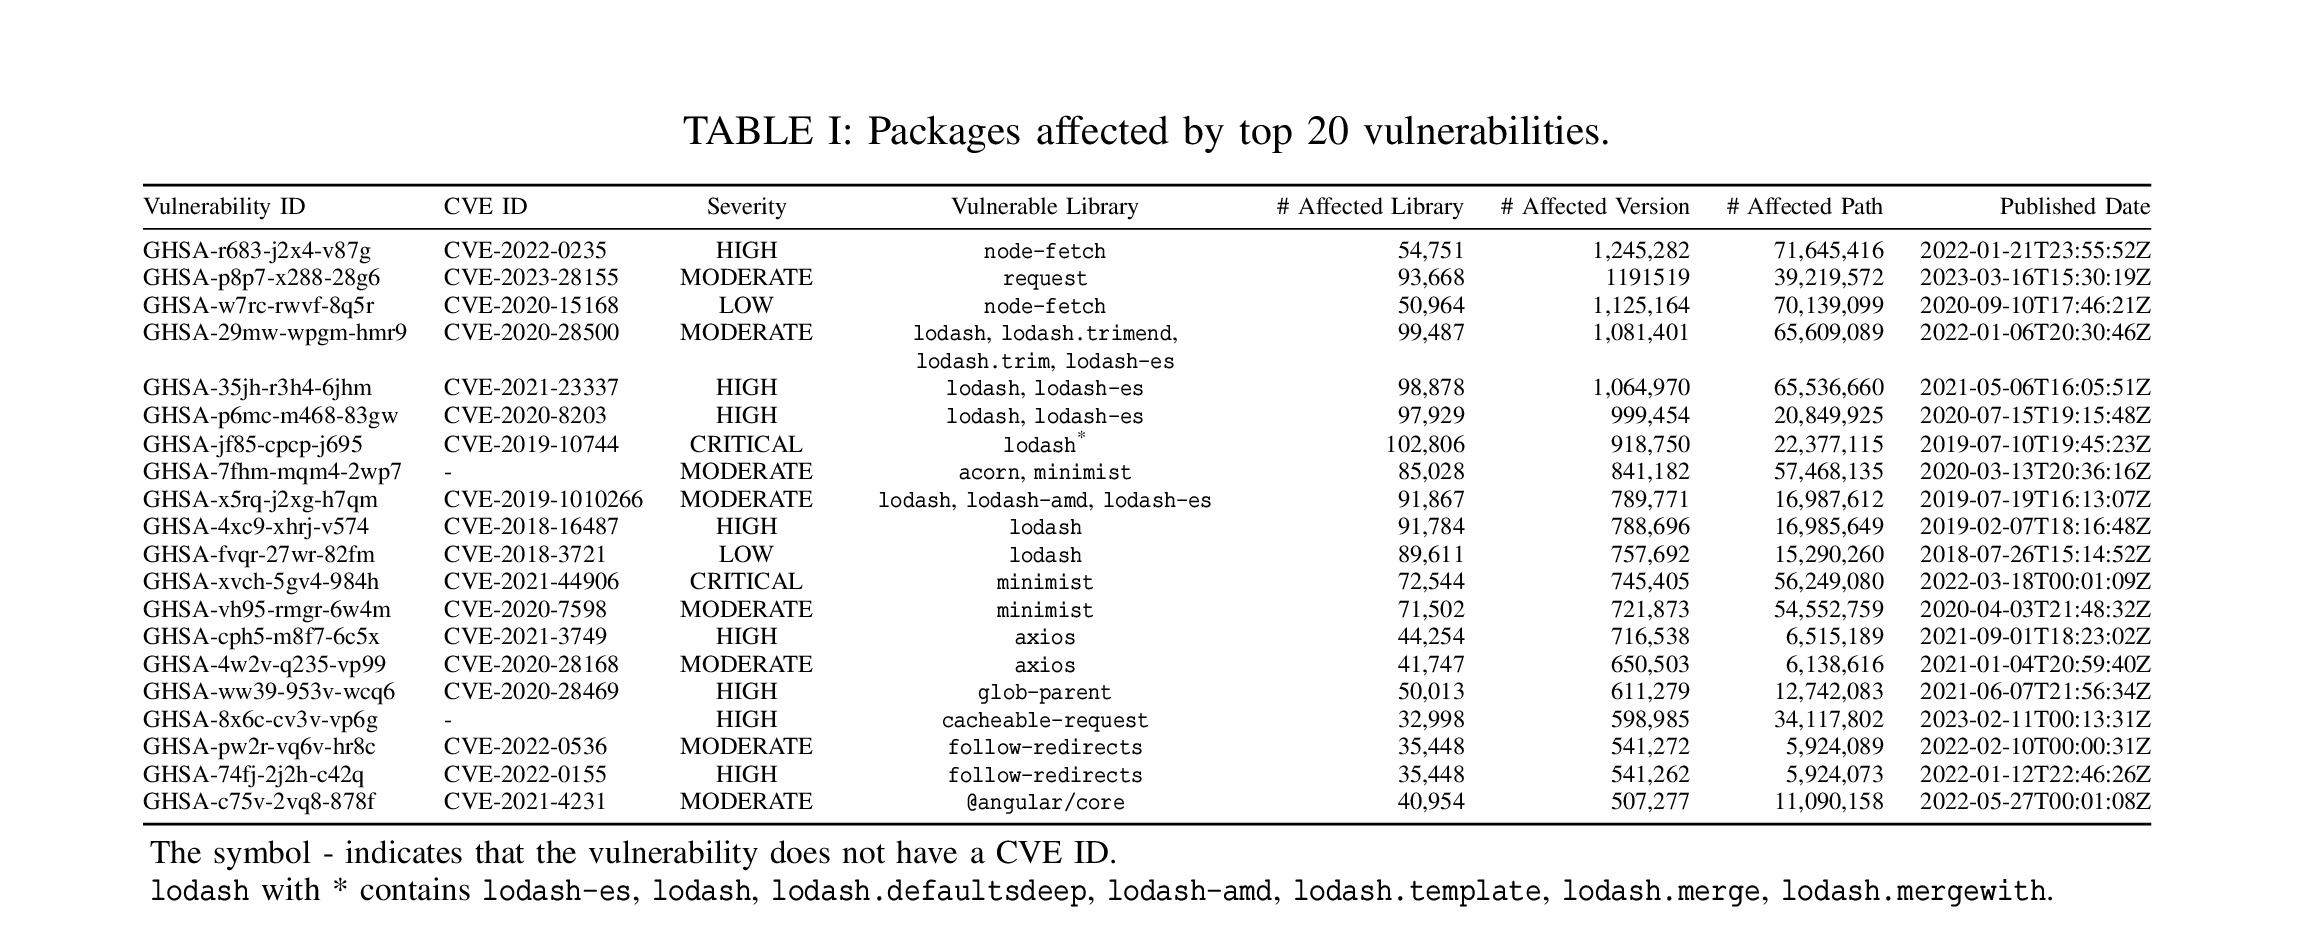 TABLE I: Packages affected by top 20 vulnerabilities.
Vulnerability ID CVE ID Severity Vulnerable Library # Affected Library # Affected Version # Affected Path Published Date
GHSA-r683-j2x4-v87g CVE-2022-0235 HIGH node-fetch 54,751 1,245,282 71,645,416 2022-01-21T23:55:52Z
GHSA-p8p7-x288-28g6 CVE-2023-28155 MODERATE request 93,668 1191519 39,219,572 2023-03-16T15:30:19Z
GHSA-w7rc-rwvf-8q5r CVE-2020-15168 LOW node-fetch 50,964 1,125,164 70,139,099 2020-09-10T17:46:21Z
GHSA-29mw-wpgm-hmr9 CVE-2020-28500 MODERATE lodash, lodash.trimend, 99,487 1,081,401 65,609,089 2022-01-06T20:30:46Z
lodash.trim, lodash-es
GHSA-35jh-r3h4-6jhm CVE-2021-23337 HIGH lodash, lodash-es 98,878 1,064,970 65,536,660 2021-05-06T16:05:51Z
GHSA-p6mc-m468-83gw CVE-2020-8203 HIGH lodash, lodash-es 97,929 999,454 20,849,925 2020-07-15T19:15:48Z
GHSA-jf85-cpcp-j695 CVE-2019-10744 CRITICAL lodash* 102,806 918,750 22,377,115 2019-07-10T19:45:23Z
GHSA-7fhm-mqm4-2wp7 - MODERATE acorn, minimist 85,028 841,182 57,468,135 2020-03-13T20:36:16Z
GHSA-x5rq-j2xg-h7qm CVE-2019-1010266 MODERATE lodash, lodash-amd, lodash-es 91,867 789,771 16,987,612 2019-07-19T16:13:07Z
GHSA-4xc9-xhrj-v574 CVE-2018-16487 HIGH lodash 91,784 788,696 16,985,649 2019-02-07T18:16:48Z
GHSA-fvqr-27wr-82fm CVE-2018-3721 LOW lodash 89,611 757,692 15,290,260 2018-07-26T15:14:52Z
GHSA-xvch-5gv4-984h CVE-2021-44906 CRITICAL minimist 72,544 745,405 56,249,080 2022-03-18T00:01:09Z
GHSA-vh95-rmgr-6w4m CVE-2020-7598 MODERATE minimist 71,502 721,873 54,552,759 2020-04-03T21:48:32Z
GHSA-cph5-m8f7-6c5x CVE-2021-3749 HIGH axios 44,254 716,538 6,515,189 2021-09-01T18:23:02Z
GHSA-4w2v-q235-vp99 CVE-2020-28168 MODERATE axios 41,747 650,503 6,138,616 2021-01-04T20:59:40Z
GHSA-ww39-953v-wcq6 CVE-2020-28469 HIGH glob-parent 50,013 611,279 12,742,083 2021-06-07T21:56:34Z
GHSA-8x6c-cv3v-vp6g - HIGH cacheable-request 32,998 598,985 34,117,802 2023-02-11T00:13:31Z
GHSA-pw2r-vq6v-hr8c CVE-2022-0536 MODERATE follow-redirects 35,448 541,272 5,924,089 2022-02-10T00:00:31Z
GHSA-74fj-2j2h-c42q CVE-2022-0155 HIGH follow-redirects 35,448 541,262 5,924,073 2022-01-12T22:46:26Z
GHSA-c75v-2vq8-878f CVE-2021-4231 MODERATE @angular/core 40,954 507,277 11,090,158 2022-05-27T00:01:08Z
The symbol - indicates that the vulnerability does not have a CVE ID.
lodash with * contains lodash-es, lodash, lodash.defaultsdeep, lodash-amd, lodash.template, lodash.merge, lodash.mergewith.